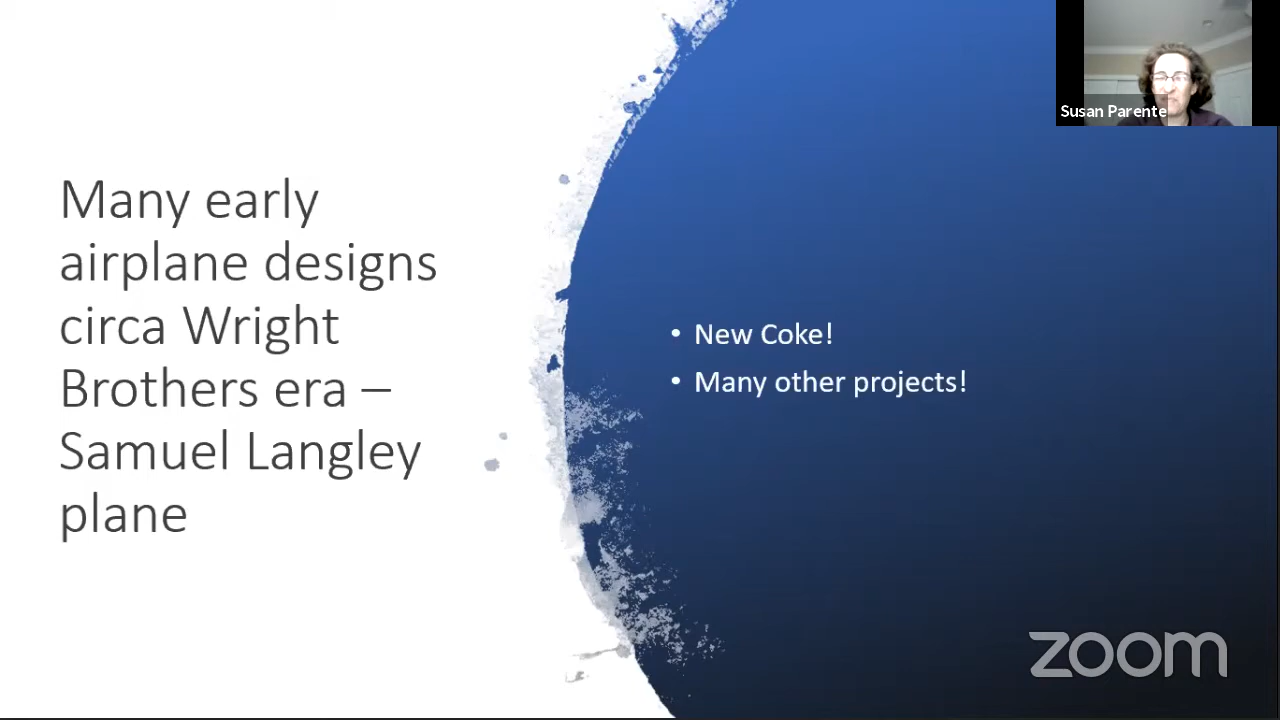 Many early
airplane designs
circa Wright
Brothers era –
Samuel Langley
plane
• New Coke!
• Many other projects!
Susan Parente
zoom